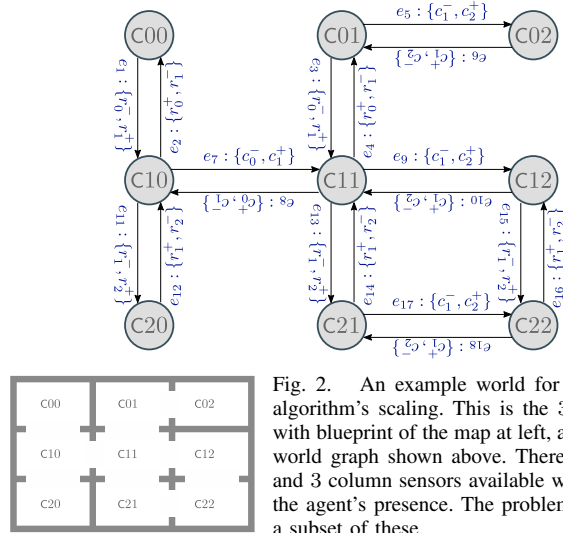 e5 : {c1−, c2+}
C00 C01 C02
e6 : {c1+, c2−}
e1 : {r0−, r1+}
e2 : {r0+, r1−}
e3 : {r0−, r1+}
e4 : {r0+, r1−}
e7 : {c0−, c1+}
e9 : {c1−, c2+}
C10 C11 C12
e8 : {c0+, c1−}
e10 : {c1+, c2−}
e11 : {r1−, r2+}
e12 : {r1+, r2−}
e13 : {r1−, r2+}
e14 : {r1+, r2−}
e15 : {r1−, r2+}
e16 : {r1+, r2−}
e17 : {c1−, c2+}
C20 C21 C22
e18 : {c1+, c2−}
C00 C01 C02
C10 C11 C12
C20 C21 C22
Fig. 2. An example world for
algorithm's scaling. This is the 3
with blueprint of the map at left, a
world graph shown above. There
and 3 column sensors available w
the agent's presence. The problem
a subset of these.